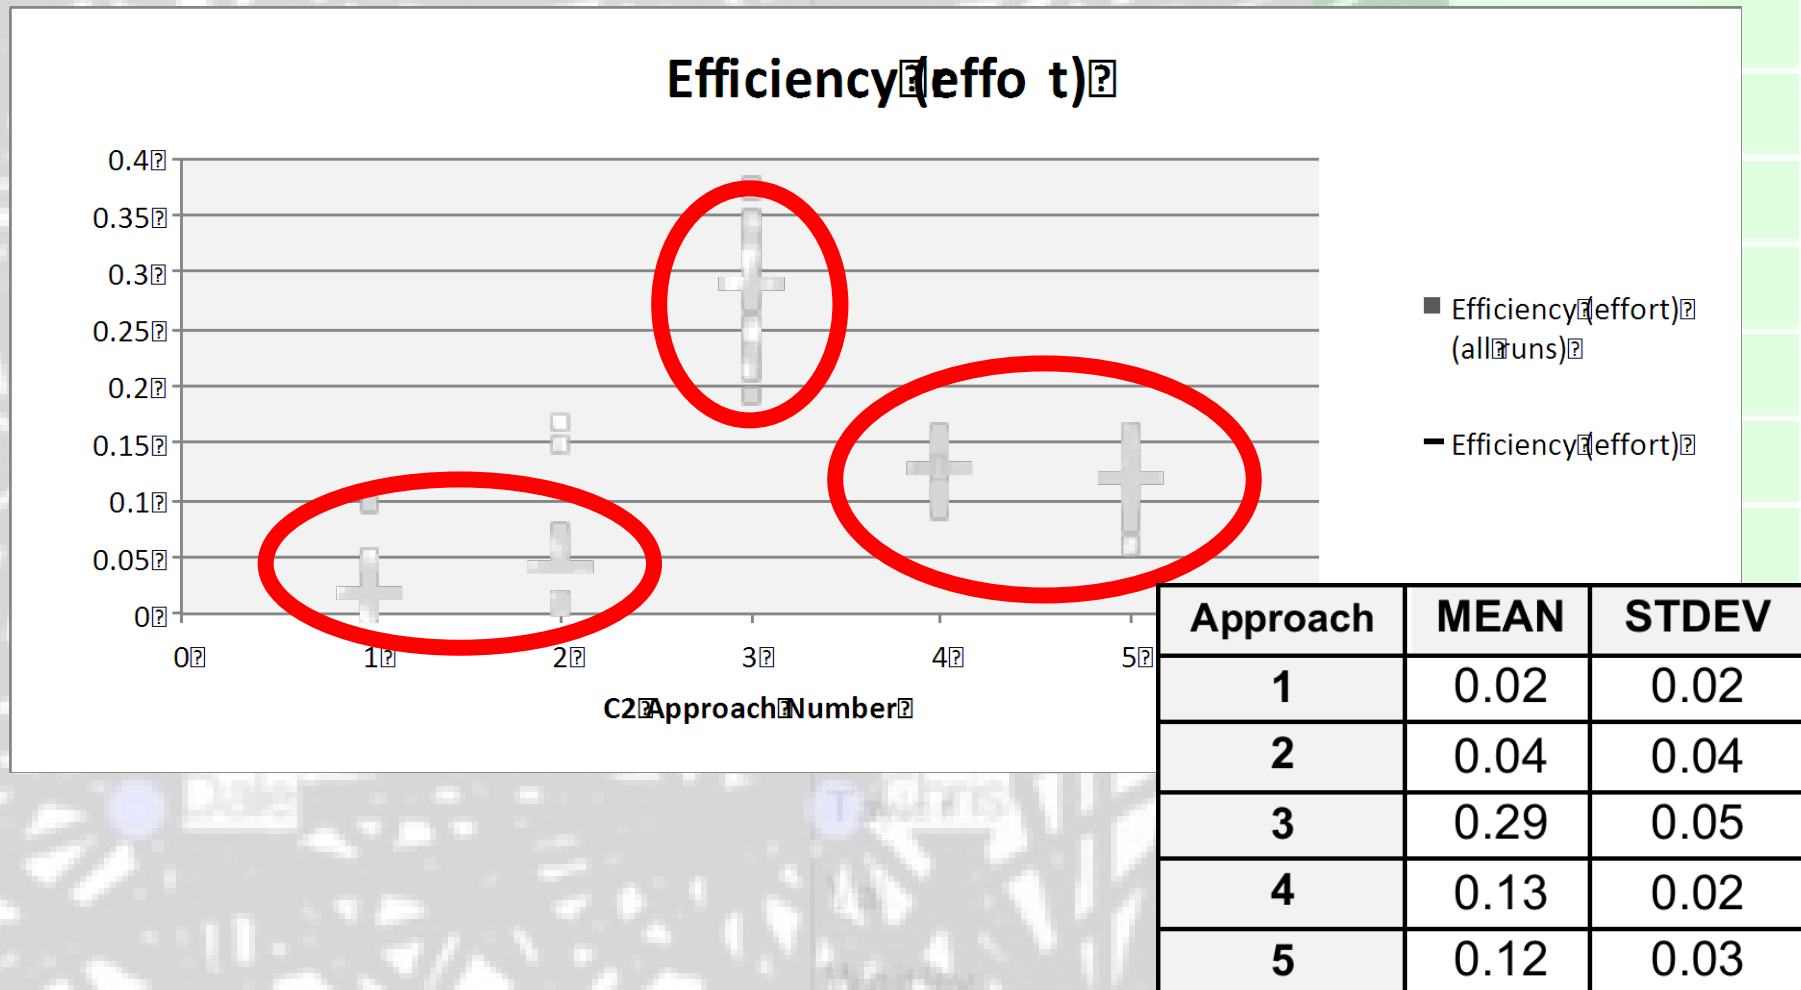 Efficiency (effo t)
0.4
0.35
0.3
0.25
0.2
0.15
0.1
0.05
0
0 1 2 3 4 5
C2 Approach Number
Efficiency (effort)
(all runs)
Efficiency (effort)
Approach MEAN STDEV
1 0.02 0.02
2 0.04 0.04
3 0.29 0.05
4 0.13 0.02
5 0.12 0.03